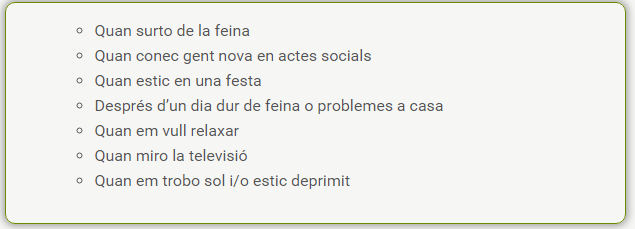 Quan surto de la feina
Quan conec gent nova en actes socials
Quan estic en una festa
Després d’un dia dur de feina o problemes a casa
Quan em vull relaxar
Quan miro la televisió
Quan em trobo sol i/o estic deprimit